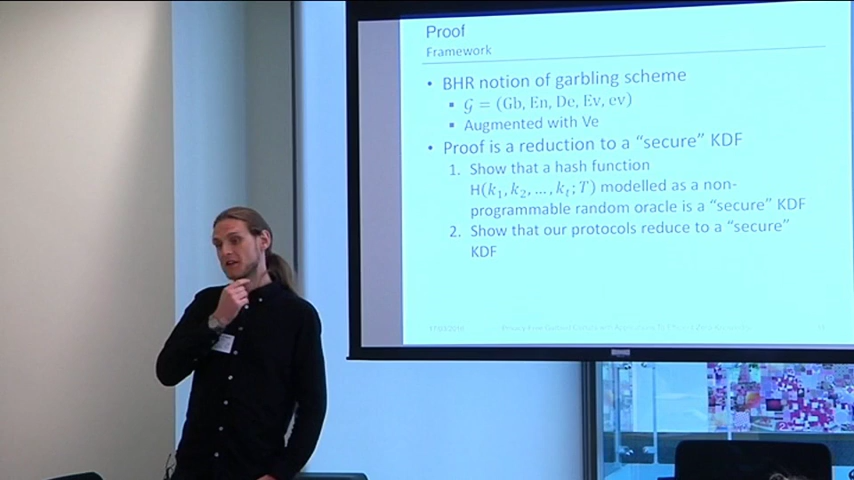 Proof
Framework
• BHR notion of garbling scheme
▪ 𝒢 = (Gb, En, De, Ev, ev)
▪ Augmented with Ve
• Proof is a reduction to a “secure” KDF
1. Show that a hash function
H(k₁, k₂, …, kₜ; T) modelled as a non-
programmable random oracle is a “secure” KDF
2. Show that our protocols reduce to a “secure”
KDF